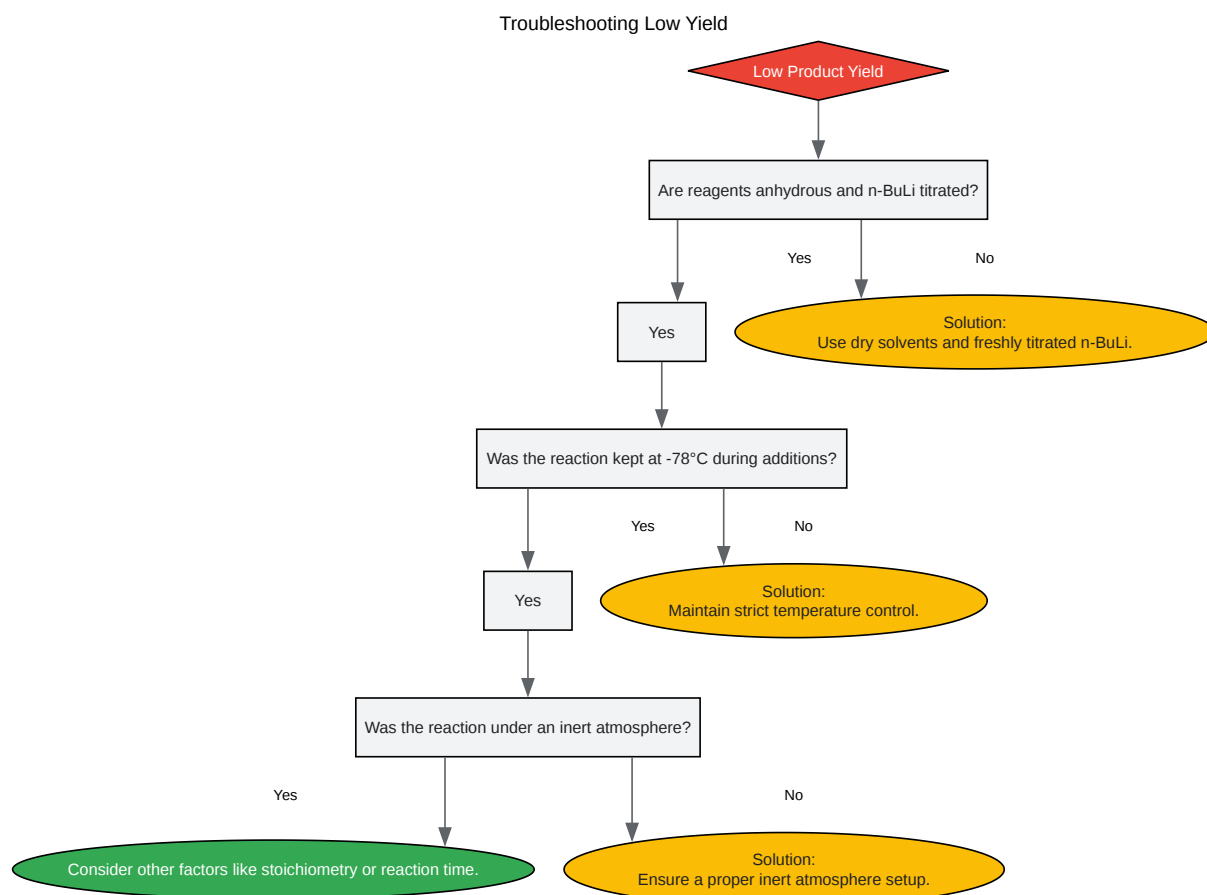 Troubleshooting Low Yield
Low Product Yield
Are reagents anhydrous and n-BuLi titrated?
Yes
No
Yes
Solution:
Use dry solvents and freshly titrated n-BuLi.
Was the reaction kept at -78°C during additions?
Yes
No
Yes
Solution:
Maintain strict temperature control.
Was the reaction under an inert atmosphere?
Yes
No
Consider other factors like stoichiometry or reaction time.
Solution:
Ensure a proper inert atmosphere setup.